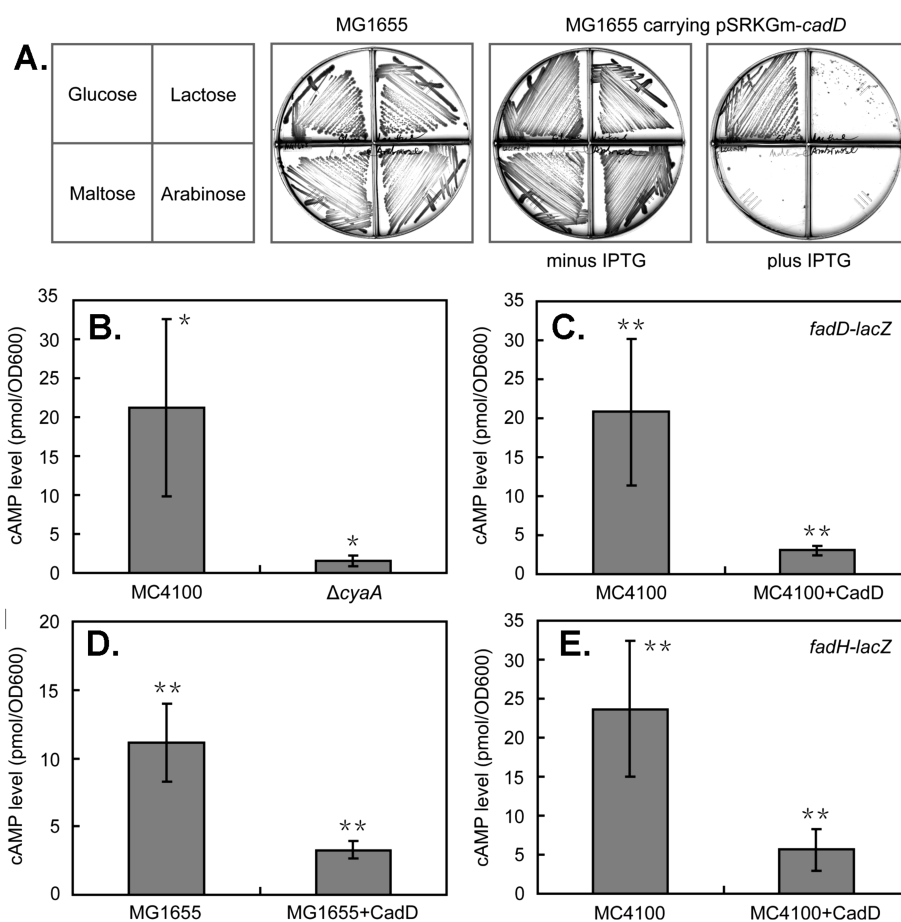 MG1655
MG1655 carrying pSRKGm-cadD
A.
Glucose
Lactose
Maltose
Arabinose
minus IPTG
plus IPTG
B.
cAMP level (pmol/OD600)
35
30
25
20
15
10
5
0
*
*
MC4100
ΔcyaA
C.
fadD-lacZ
cAMP level (pmol/OD600)
35
30
25
20
15
10
5
0
**
**
MC4100
MC4100+CadD
D.
cAMP level (pmol/OD600)
20
15
10
5
0
**
**
MG1655
MG1655+CadD
E.
fadH-lacZ
cAMP level (pmol/OD600)
35
30
25
20
15
10
5
0
**
**
MC4100
MC4100+CadD